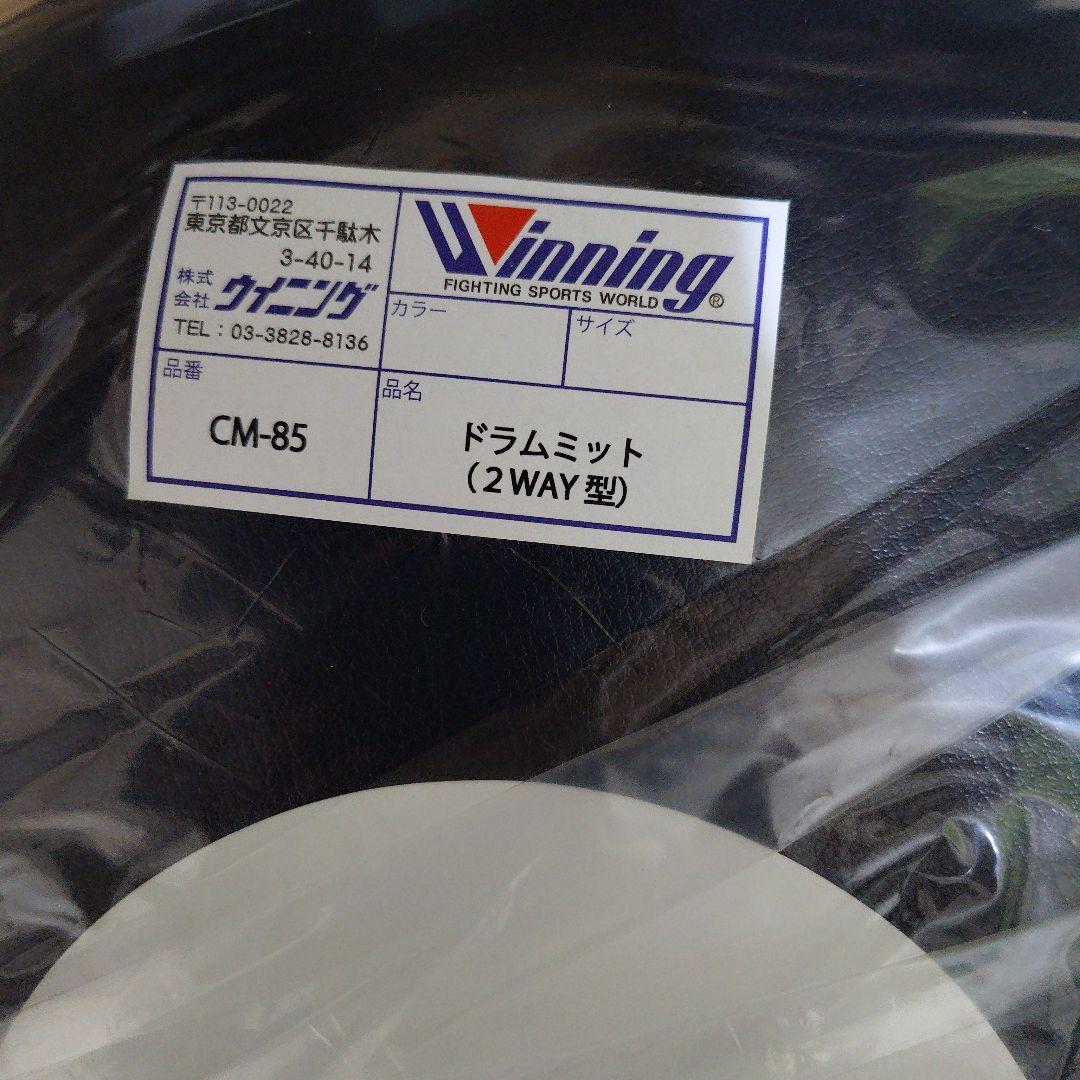 〒113-0022
東京都文京区千駄木
3-40-14
株式会社 ウイニング
TEL：03-3828-8136
Winning®
FIGHTING SPORTS WORLD
カラー
サイズ
品番
CM-85
品名
ドラムミット
（２WAY型）